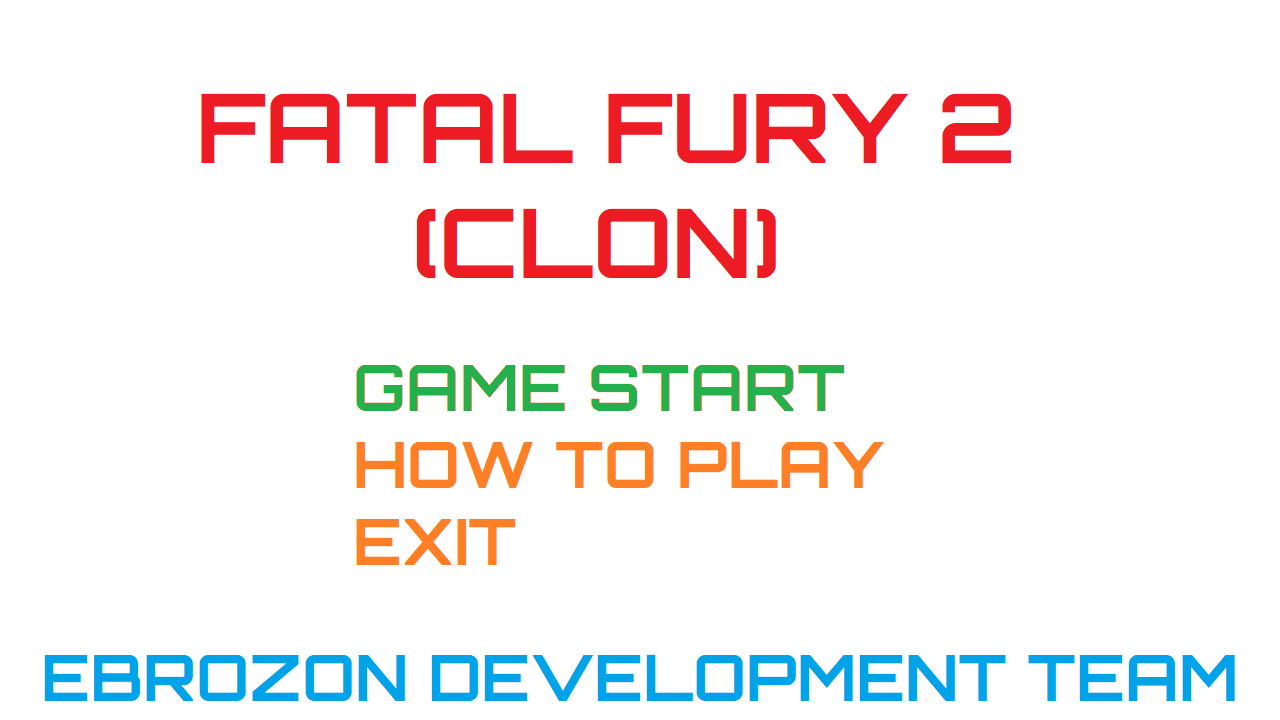 FATAL FURY 2
(CLON)
GAME START
HOW TO PLAY
EXIT
EBROZON DEVELOPMENT TEAM